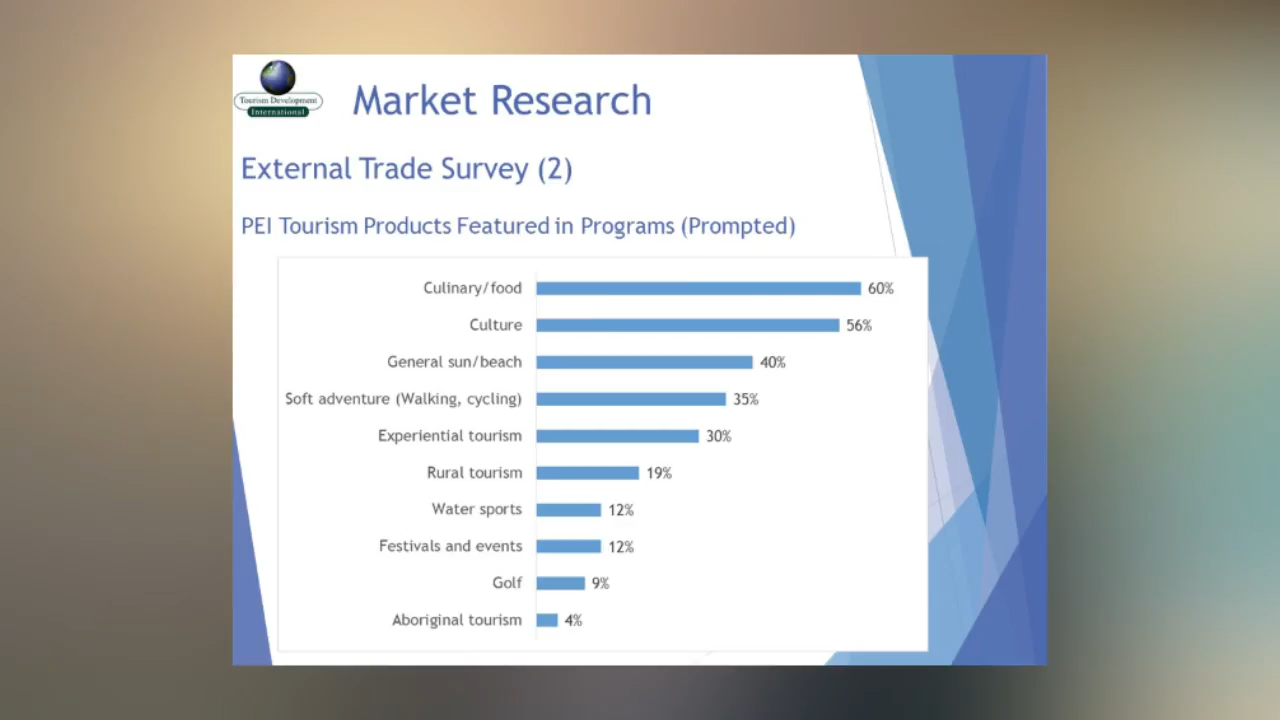 Tourism Development
International
Market Research
External Trade Survey (2)
PEI Tourism Products Featured in Programs (Prompted)
Culinary/food 60%
Culture 56%
General sun/beach 40%
Soft adventure (Walking, cycling) 35%
Experiential tourism 30%
Rural tourism 19%
Water sports 12%
Festivals and events 12%
Golf 9%
Aboriginal tourism 4%